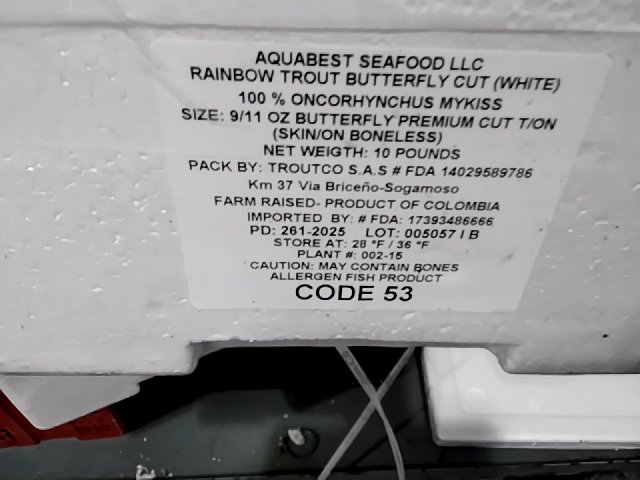 AQUABEST SEAFOOD LLC
RAINBOW TROUT BUTTERFLY CUT (WHITE)
100 % ONCORHYNCHUS MYKISS
SIZE: 9/11 OZ BUTTERFLY PREMIUM CUT T/ON
(SKIN/ON BONELESS)
NET WEIGTH: 10 POUNDS
PACK BY: TROUTCO S.A.S # FDA 14029589786
Km 37 Via Briceño-Sogamoso
FARM RAISED- PRODUCT OF COLOMBIA
IMPORTED BY: # FDA: 17393486666
PD: 261-2025 LOT: 005057 I B
STORE AT: 28 °F / 36 °F
PLANT #: 002-15
CAUTION: MAY CONTAIN BONES
ALLERGEN FISH PRODUCT
CODE 53